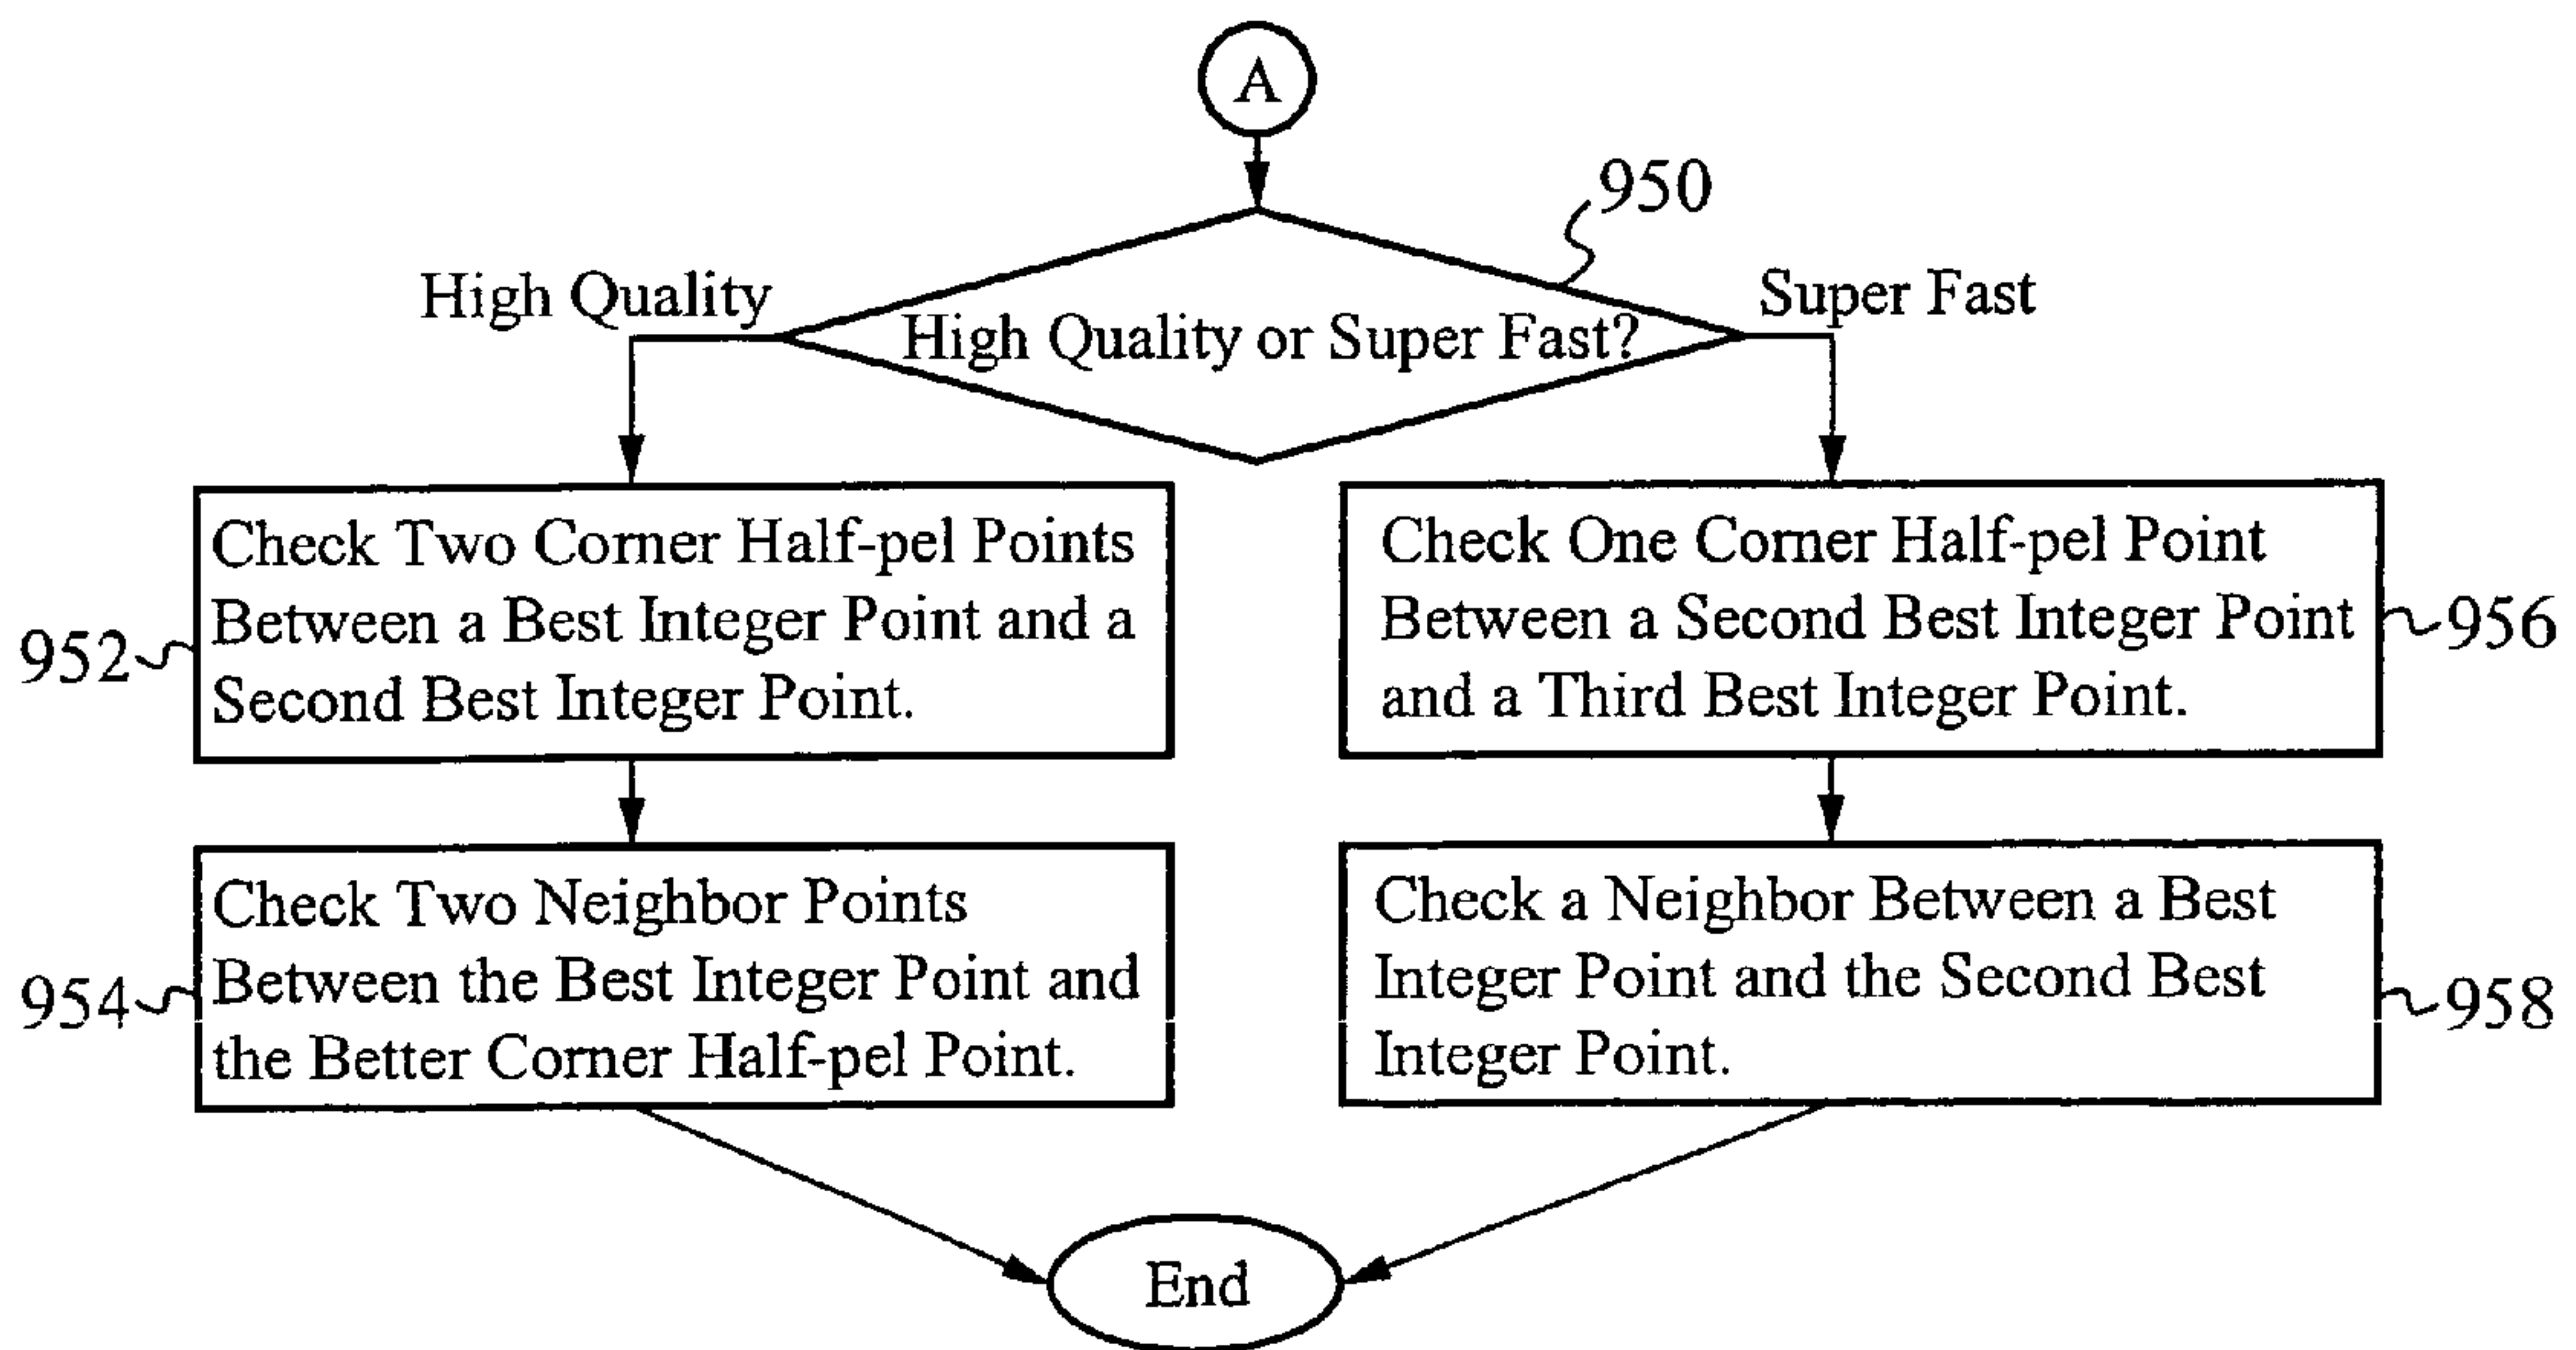 A
950
High Quality
Super Fast
High Quality or Super Fast?
Check Two Corner Half-pel Points
Between a Best Integer Point and a
Second Best Integer Point.
952
Check One Corner Half-pel Point
Between a Second Best Integer Point
and a Third Best Integer Point.
956
Check Two Neighbor Points
Between the Best Integer Point and
the Better Corner Half-pel Point.
954
Check a Neighbor Between a Best
Integer Point and the Second Best
Integer Point.
958
End